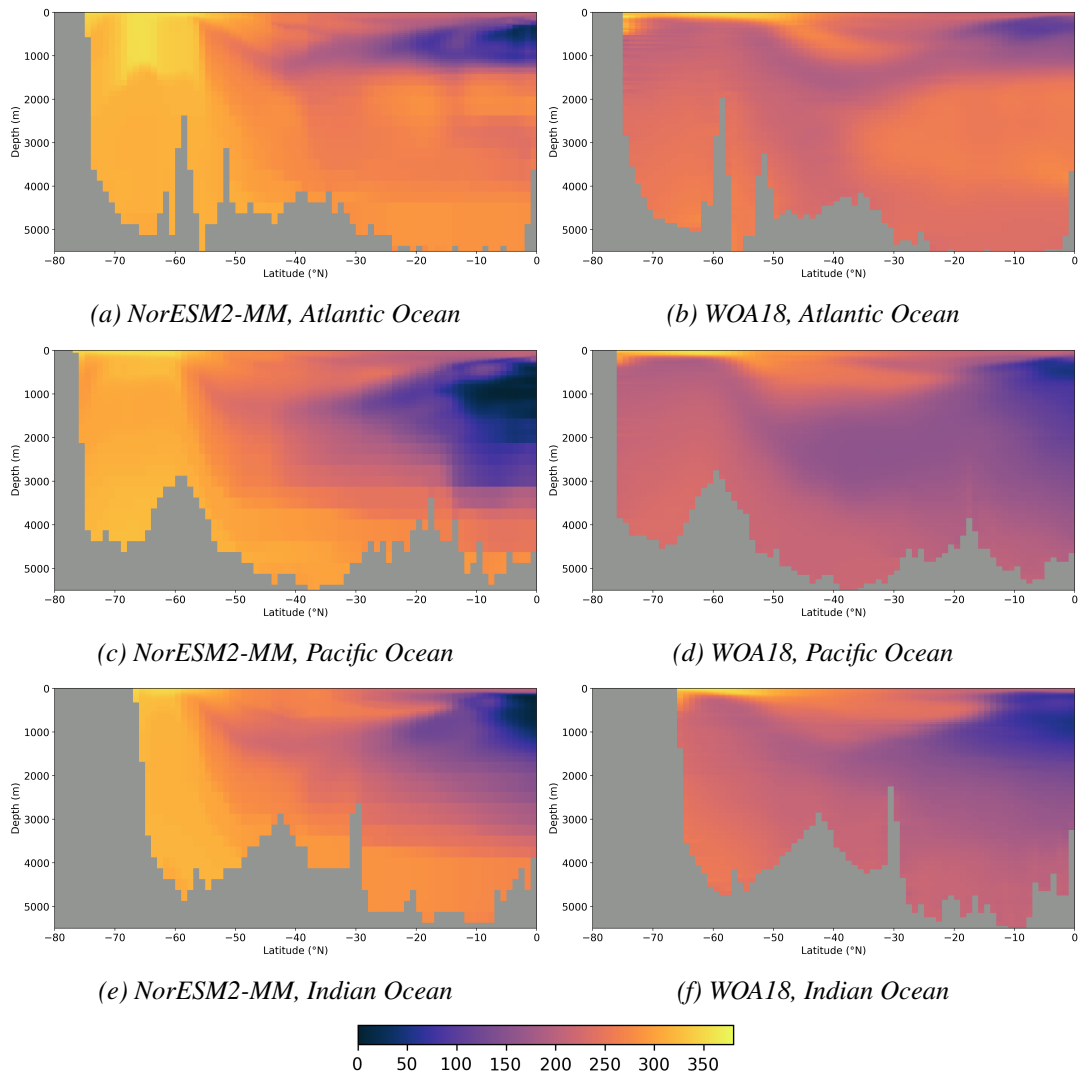 0
1000
2000
3000
4000
5000
Depth (m)
−80 −70 −60 −50 −40 −30 −20 −10 0
Latitude (°N)
(a) NorESM2-MM, Atlantic Ocean
0
1000
2000
3000
4000
5000
Depth (m)
−80 −70 −60 −50 −40 −30 −20 −10 0
Latitude (°N)
(b) WOA18, Atlantic Ocean
0
1000
2000
3000
4000
5000
Depth (m)
−80 −70 −60 −50 −40 −30 −20 −10 0
Latitude (°N)
(c) NorESM2-MM, Pacific Ocean
0
1000
2000
3000
4000
5000
Depth (m)
−80 −70 −60 −50 −40 −30 −20 −10 0
Latitude (°N)
(d) WOA18, Pacific Ocean
0
1000
2000
3000
4000
5000
Depth (m)
−80 −70 −60 −50 −40 −30 −20 −10 0
Latitude (°N)
(e) NorESM2-MM, Indian Ocean
0
1000
2000
3000
4000
5000
Depth (m)
−80 −70 −60 −50 −40 −30 −20 −10 0
Latitude (°N)
(f) WOA18, Indian Ocean
0 50 100 150 200 250 300 350